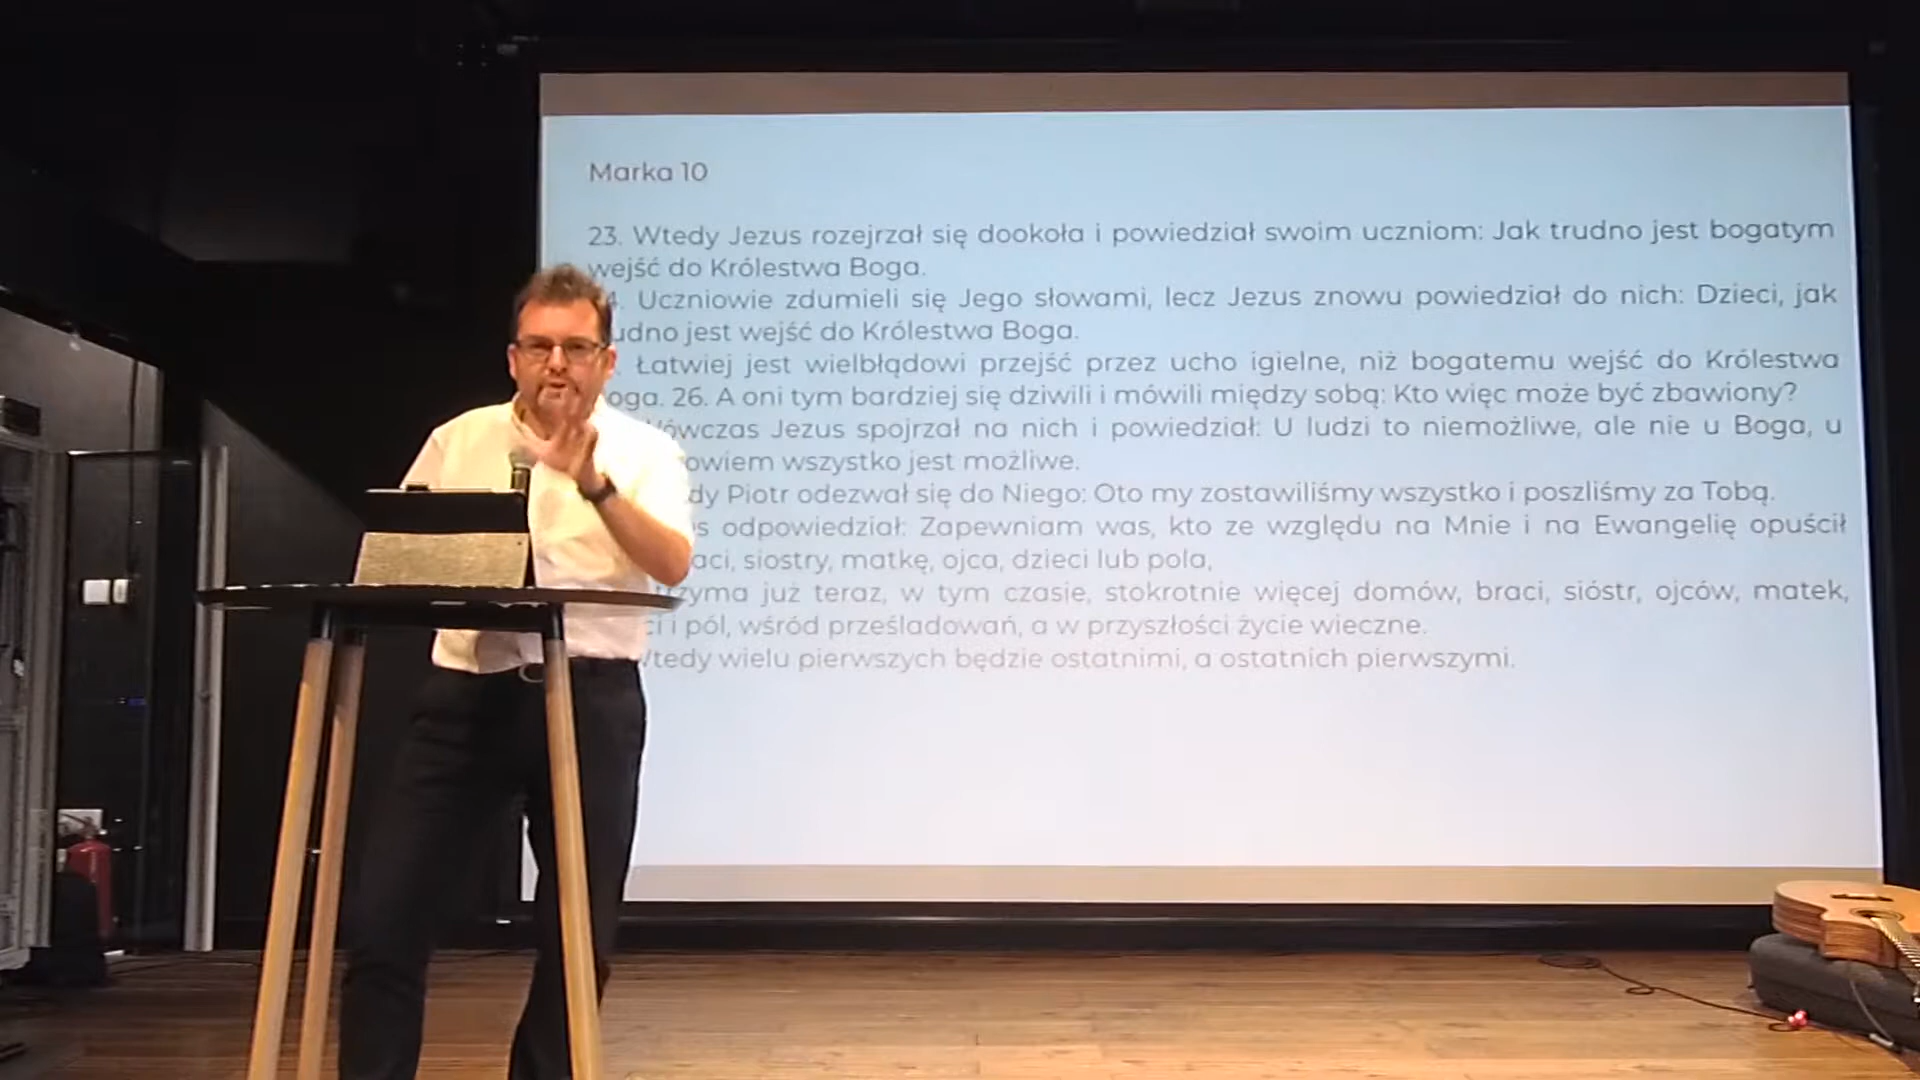 Marka 10
23. Wtedy Jezus rozejrzał się dookoła i powiedział swoim uczniom: Jak trudno jest bogatym
wejść do Królestwa Boga.
Uczniowie zdumieli się Jego słowami, lecz Jezus znowu powiedział do nich: Dzieci, jak
jest wejść do Królestwa Boga.
Łatwiej jest wielbłądowi przejść przez ucho igielne, niż bogatemu wejść do Królestwa
26. A oni tym bardziej się dziwili i mówili między sobą: Kto więc może być zbawiony?
Jezus spojrzał na nich i powiedział: U ludzi to niemożliwe, ale nie u Boga, u
wszystko jest możliwe.
Piotr odezwał się do Niego: Oto my zostawiliśmy wszystko i poszliśmy za Tobą.
odpowiedział: Zapewniam was, kto ze względu na Mnie i na Ewangelię opuścił
siostry, matkę, ojca, dzieci lub pola,
już teraz, w tym czasie, stokrotnie więcej domów, braci, sióstr, ojców, matek,
i pól, wśród prześladowań, a w przyszłości życie wieczne.
wielu pierwszych będzie ostatnimi, a ostatnich pierwszymi.